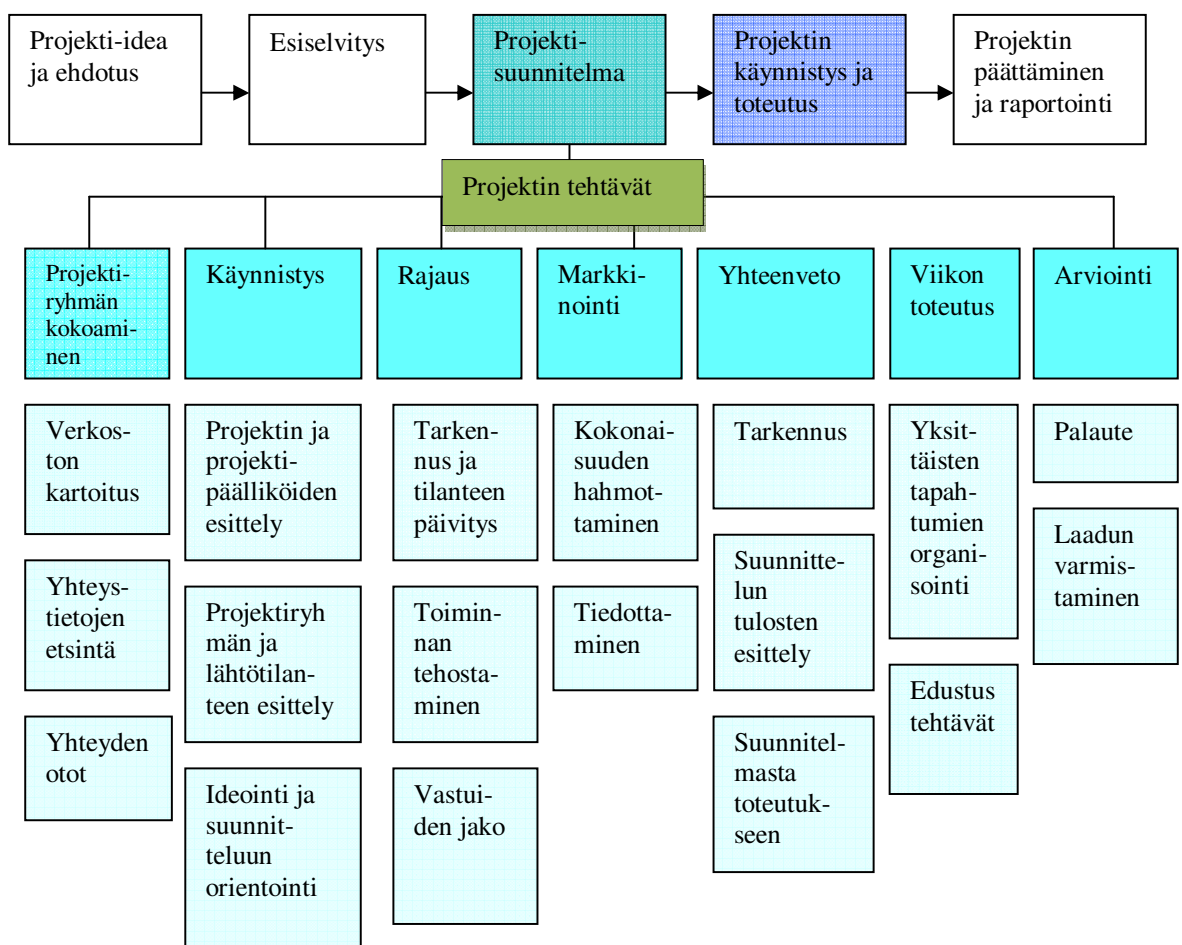 Projekti-idea
ja ehdotus
Esiselvitys
Projekti-
suunnitelma
Projektin
käynnistys ja
toteutus
Projektin
päättäminen
ja raportointi
Projektin tehtävät
Projekti-
ryhmän
kokoami-
nen
Käynnistys
Rajaus
Markki-
nointi
Yhteenveto
Viikon
toteutus
Arviointi
Verkos-
ton
kartoitus
Yhteys-
tietojen
etsintä
Yhteyden
otot
Projektin ja
projekti-
päälliköiden
esittely
Projektiryh
män ja
lähtötilan-
teen esittely
Ideointi ja
suunnit-
teluun
orientointi
Tarken-
nus ja
tilanteen
päivitys
Toimin-
nan
tehosta-
minen
Vastui-
den jako
Kokonai-
suuden
hahmot-
taminen
Tiedotta-
minen
Tarkennus
Suunnitte-
lun
tulosten
esittely
Suunnitel-
masta
toteutuk-
seen
Yksit-
täisten
tapah-
tumien
organi-
sointi
Edustus
tehtävät
Palaute
Laadun
varmis-
taminen